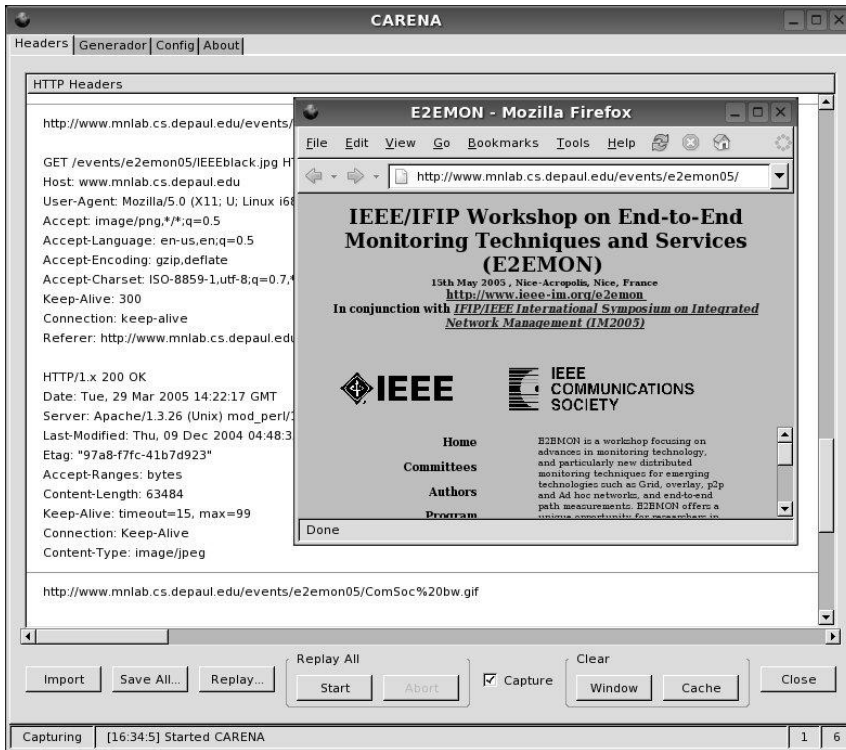 CARENA
Headers Generador Config About
HTTP Headers
http://www.mnlab.cs.depaul.edu/events/
GET /events/e2emon05/IEEEblack.jpg
Host: www.mnlab.cs.depaul.edu
User-Agent: Mozilla/5.0 (X11; U; Linux i68
Accept: image/png,*/*;q=0.5
Accept-Language: en-us,en;q=0.5
Accept-Encoding: gzip,deflate
Accept-Charset: ISO-8859-1,utf-8;q=0.7,*
Keep-Alive: 300
Connection: keep-alive
Referer: http://www.mnlab.cs.depaul.edu
HTTP/1.x 200 OK
Date: Tue, 29 Mar 2005 14:22:17 GMT
Server: Apache/1.3.26 (Unix) mod_perl/1
Last-Modified: Thu, 09 Dec 2004 04:48:3
Etag: "97a8-f7fc-41b7d923"
Accept-Ranges: bytes
Content-Length: 63484
Keep-Alive: timeout=15, max=99
Connection: Keep-Alive
Content-Type: image/jpeg
http://www.mnlab.cs.depaul.edu/events/e2emon05/ComSoc%20bw.gif
E2EMON - Mozilla Firefox
File Edit View Go Bookmarks Tools Help
http://www.mnlab.cs.depaul.edu/events/e2emon05/
IEEE/IFIP Workshop on End-to-End
Monitoring Techniques and Services
(E2EMON)
15th May 2005 , Nice-Acropolis, Nice, France
http://www.ieee-im.org/e2emon
In conjunction with IFIP/IEEE International Symposium on Integrated
Network Management (IM2005)
IEEE
IEEE
COMMUNICATIONS
SOCIETY
Home
Committees
Authors
Program
E2EMON is a workshop focusing on
advances in monitoring technology,
and particularly new distributed
monitoring techniques for emerging
technologies such as Grid, overlay, p2p
and Ad hoc networks, and end-to-end
path measurements. E2EMON offers a
unique opportunity for researchers in
Done
Import Save All... Replay...
Replay All
Start Abort
Capture
Clear
Window Cache
Close
Capturing [16:34:5] Started CARENA 1 6